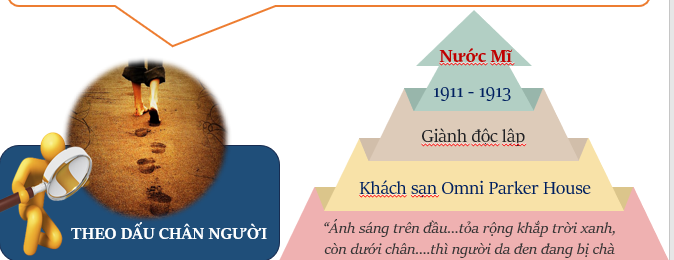 Nước Mĩ
1911 - 1913
Giành độc lâp
Khách sạn Omni Parker House
“Ánh sáng trên đầu...tỏa rộng khắp trời xanh,
còn dưới chân....thì người da đen đang bị chà
THEO DẤU CHÂN NGƯỜI